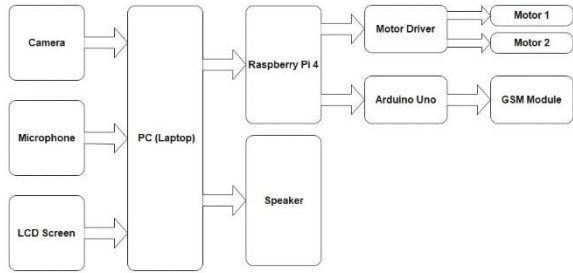 Camera
Microphone
LCD Screen
PC (Laptop)
Raspberry Pi 4
Speaker
Motor Driver
Arduino Uno
Motor 1
Motor 2
GSM Module